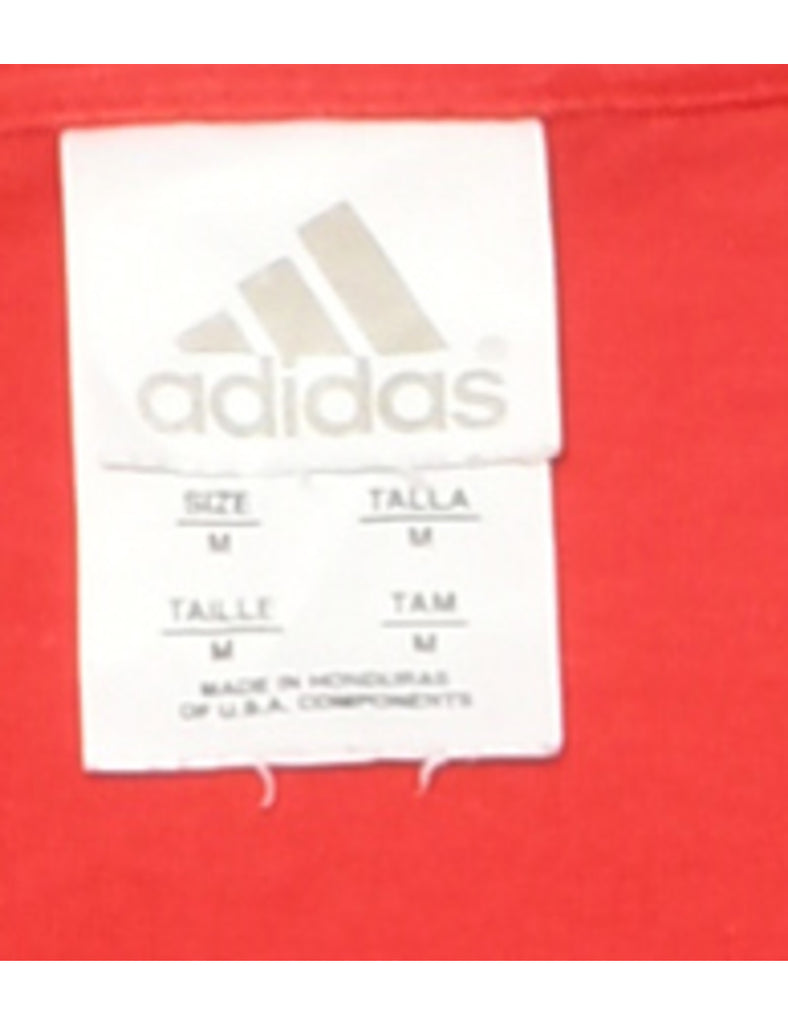 adidas
SIZE TALLA
M M
TAILLE TAM
M M
MADE IN HONDURAS
OF U.S.A. COMPONENTS